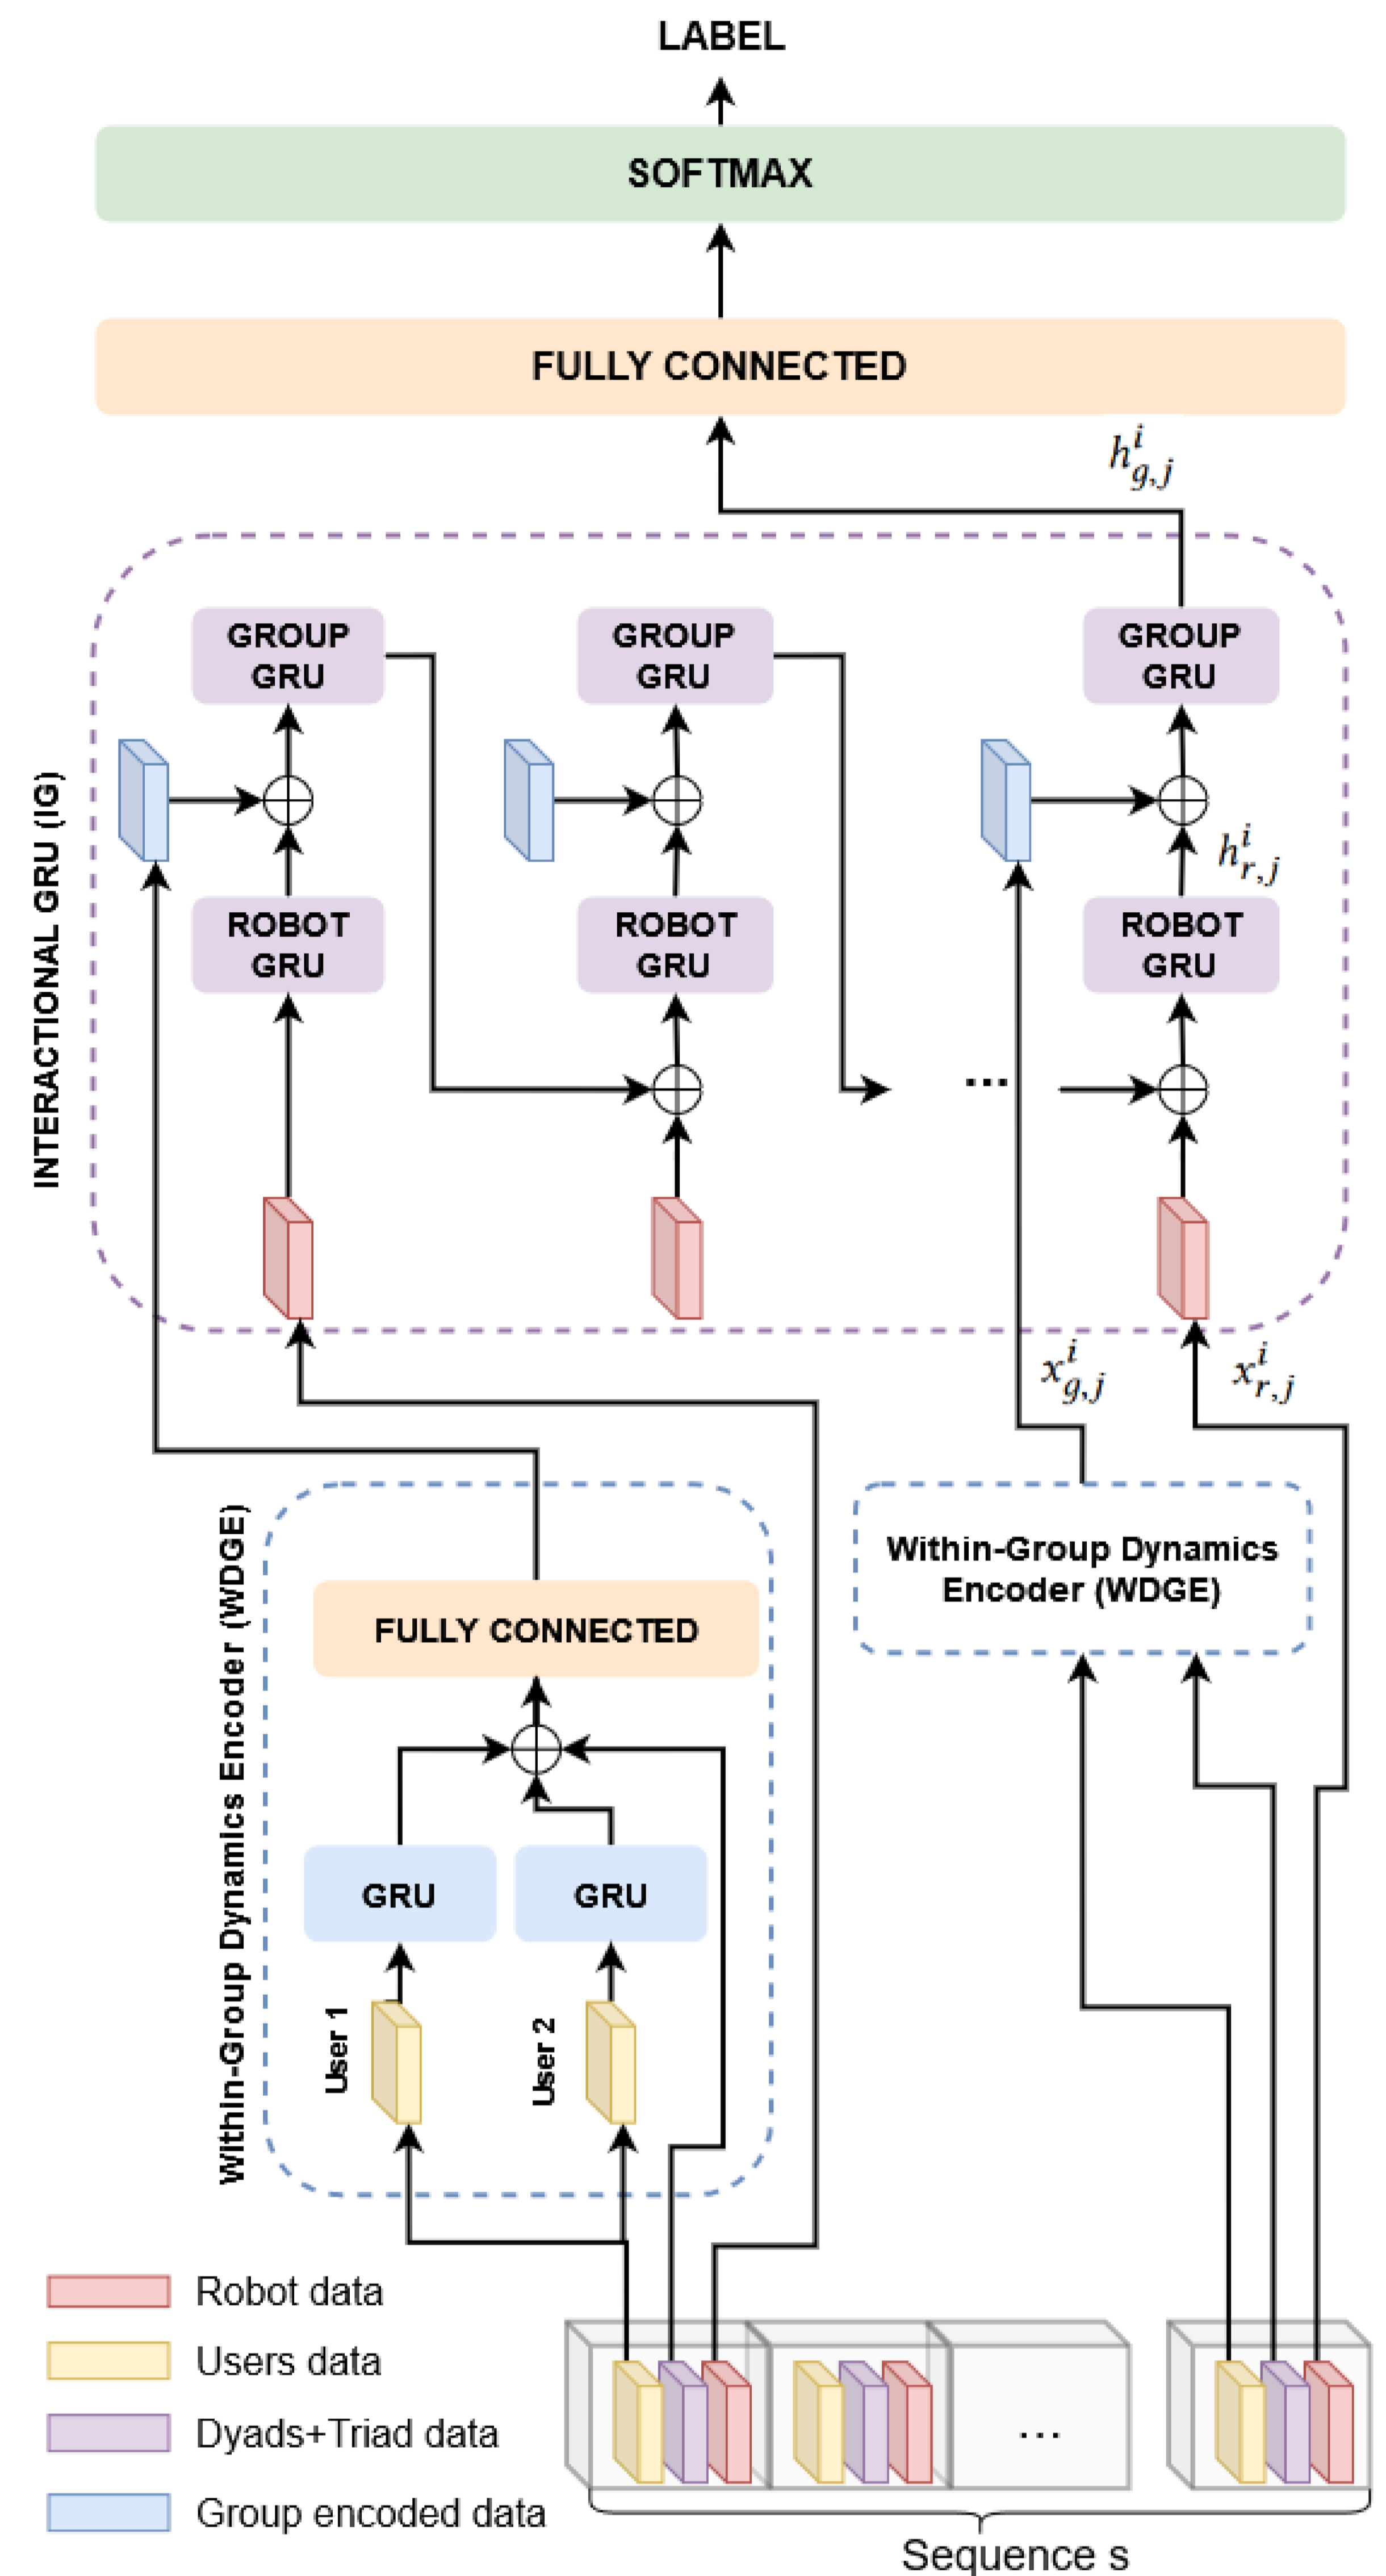 LABEL
SOFTMAX
FULLY CONNECTED
h^i_{g,j}
INTERACTIONAL GRU (IG)
GROUP
GRU
GROUP
GRU
GROUP
GRU
h^i_{r,j}
ROBOT
GRU
ROBOT
GRU
ROBOT
GRU
...
x^i_{g,j}
x^i_{r,j}
Within-Group Dynamics Encoder (WDGE)
FULLY CONNECTED
GRU
GRU
User 1
User 2
Within-Group Dynamics
Encoder (WDGE)
Robot data
Users data
Dyads+Triad data
Group encoded data
...
Sequence s